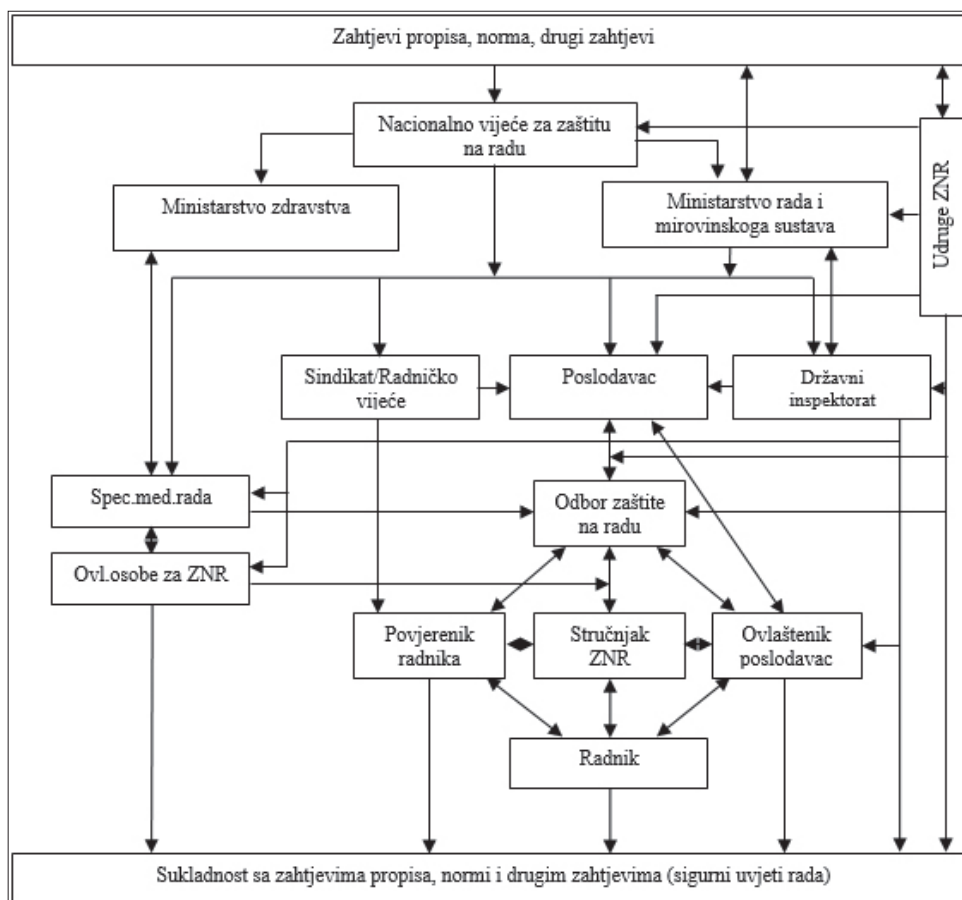 Zahtjevi propisa, norma, drugi zahtjevi
Nacionalno vijeće za zaštitu
na radu
Ministarstvo zdravstva
Ministarstvo rada i
mirovinskoga sustava
Udruge ZNR
Sindikat/Radničko
vijeće
Poslodavac
Državni
inspektorat
Spec.med.rada
Odbor zaštite
na radu
Ovl.osobe za ZNR
Povjerenik
radnika
Stručnjak
ZNR
Ovlaštenik
poslodavac
Radnik
Sukladnost sa zahtjevima propisa, normi i drugim zahtjevima (sigurni uvjeti rada)